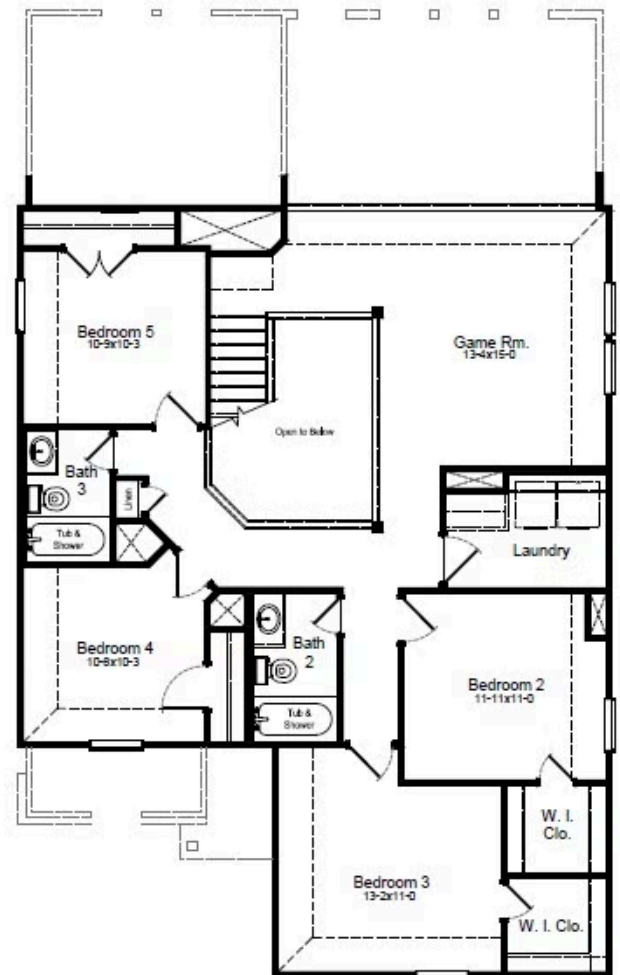 Bedroom 5
10-9x10-3
Game Rm.
13-4x15-0
Open to Below
Bath
3
Linen
Tub &
Shower
Laundry
Bedroom 4
10-8x10-3
Bath
2
Tub &
Shower
Bedroom 2
11-11x11-0
W. I.
Clo.
Bedroom 3
13-2x11-0
W. I. Clo.